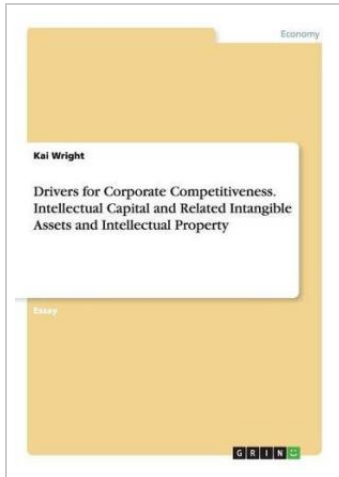 Economy
Kai Wright
Drivers for Corporate Competitiveness.
Intellectual Capital and Related Intangible
Assets and Intellectual Property
Essay
GRIN